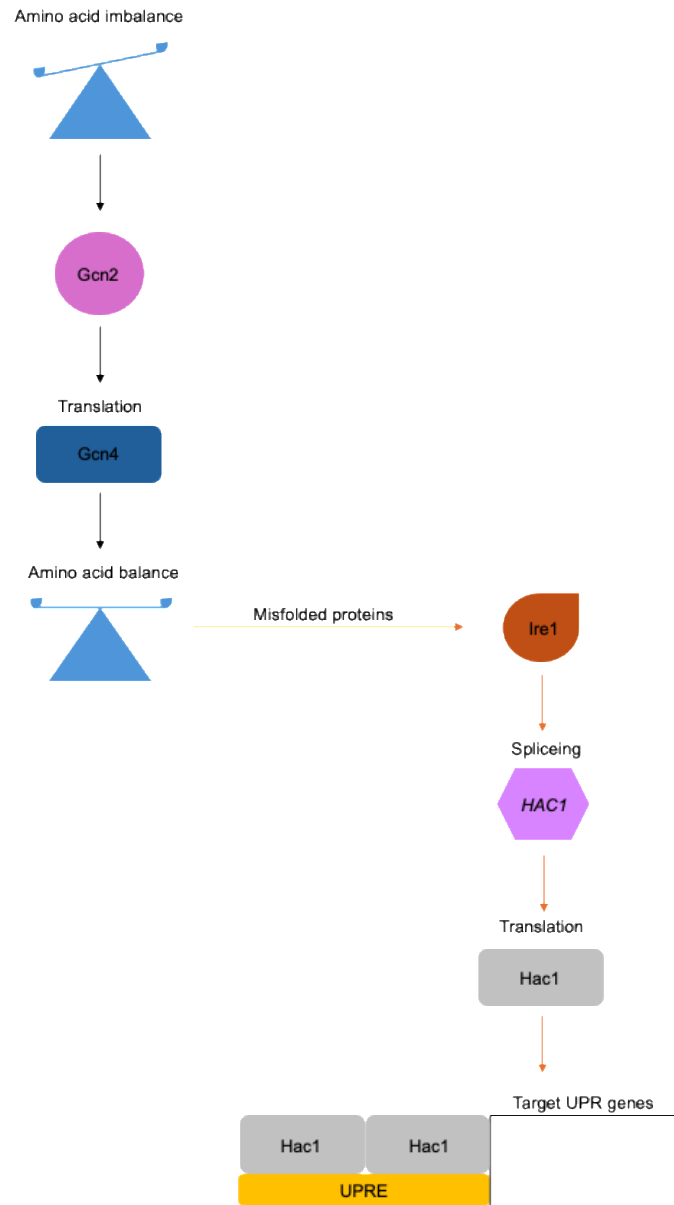 Amino acid imbalance
Gcn2
Translation
Gcn4
Amino acid balance
Misfolded proteins
Ire1
Spliceing
HAC1
Translation
Hac1
Target UPR genes
Hac1
Hac1
UPRE